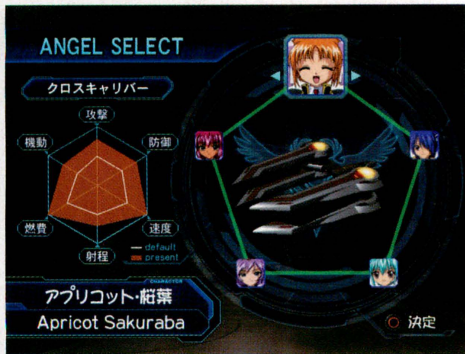 ANGEL SELECT
クロスキャリバー
攻撃
機動
防御
燃費
速度
射程
default
present
CHARACTER
アプリコット・桜葉
Apricot Sakuraba
決定